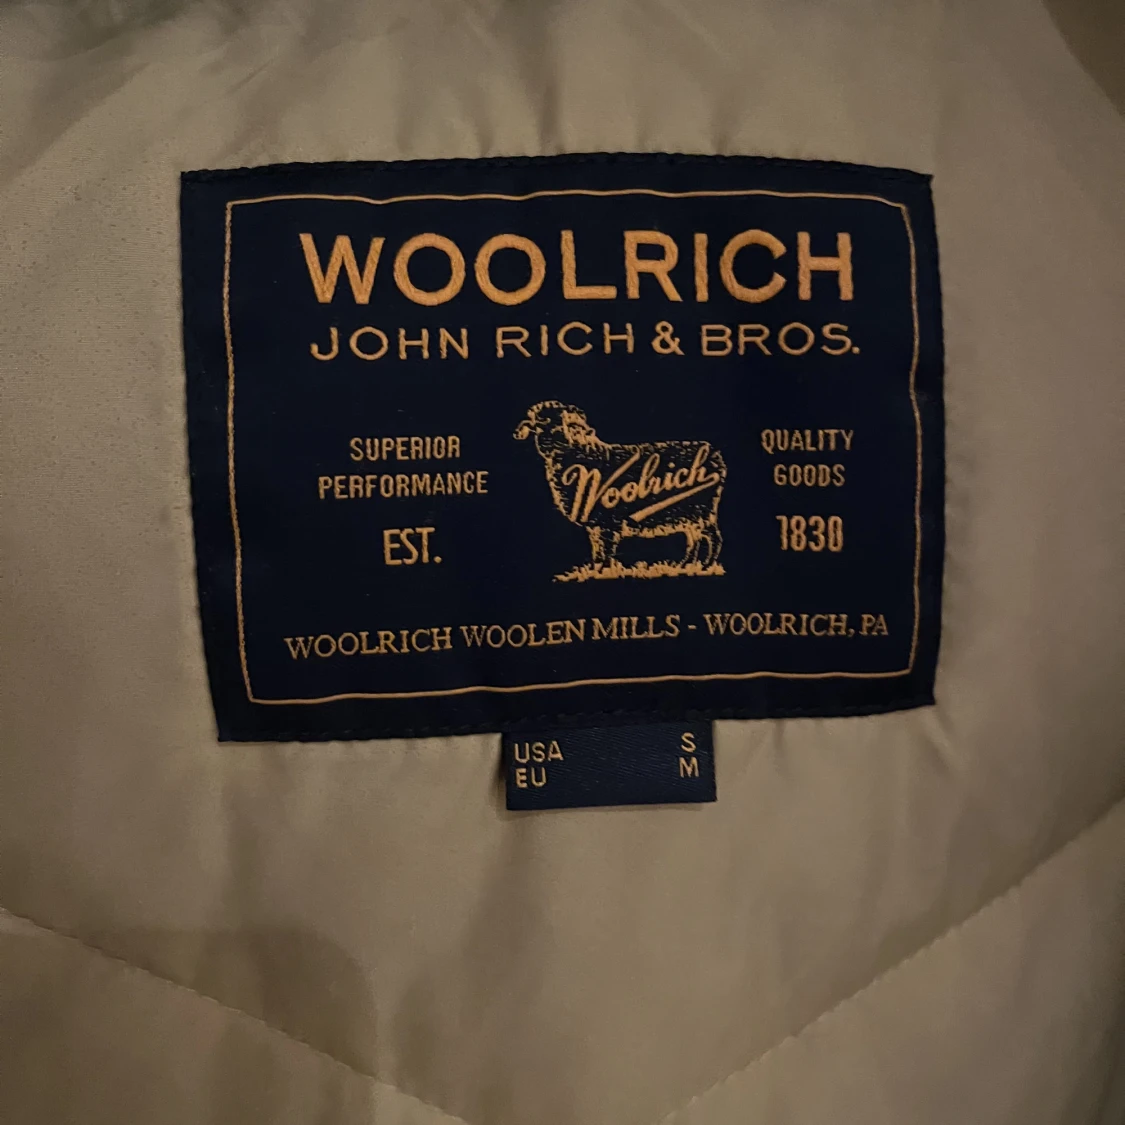 WOOLRICH
JOHN RICH & BROS.
SUPERIOR
PERFORMANCE
EST.
Woolrich
QUALITY
GOODS
1830
WOOLRICH WOOLEN MILLS - WOOLRICH, PA
USA S
EU M